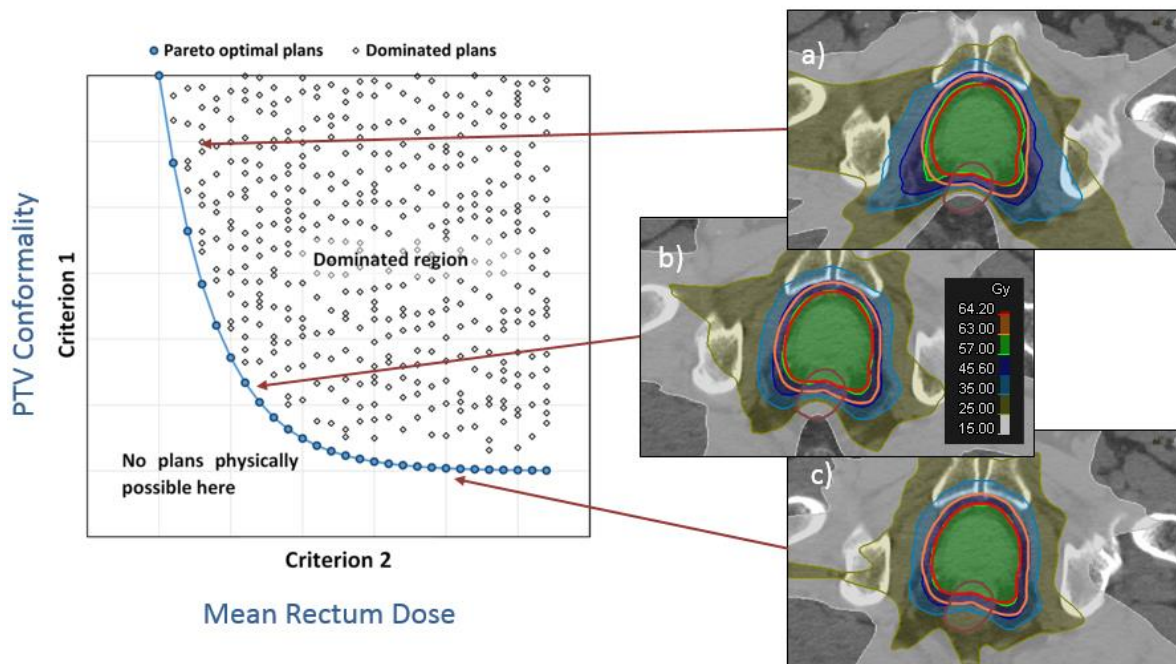 Pareto optimal plans
Dominated plans
PTV Conformality
Criterion 1
Dominated region
No plans physically
possible here
Criterion 2
Mean Rectum Dose
a)
b)
Gy
64.20
63.00
57.00
45.60
35.00
25.00
15.00
c)